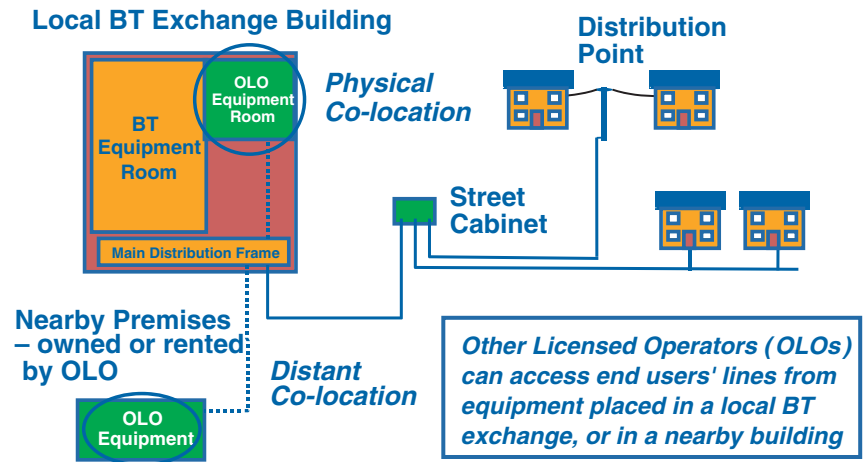 Local BT Exchange Building
OLO
Equipment
Room
BT
Equipment
Room
Physical
Co-location
Distribution
Point
Street
Cabinet
Main Distribution Frame
Nearby Premises
– owned or rented
by OLO
Distant
Co-location
OLO
Equipment
Other Licensed Operators (OLOs)
can access end users' lines from
equipment placed in a local BT
exchange, or in a nearby building